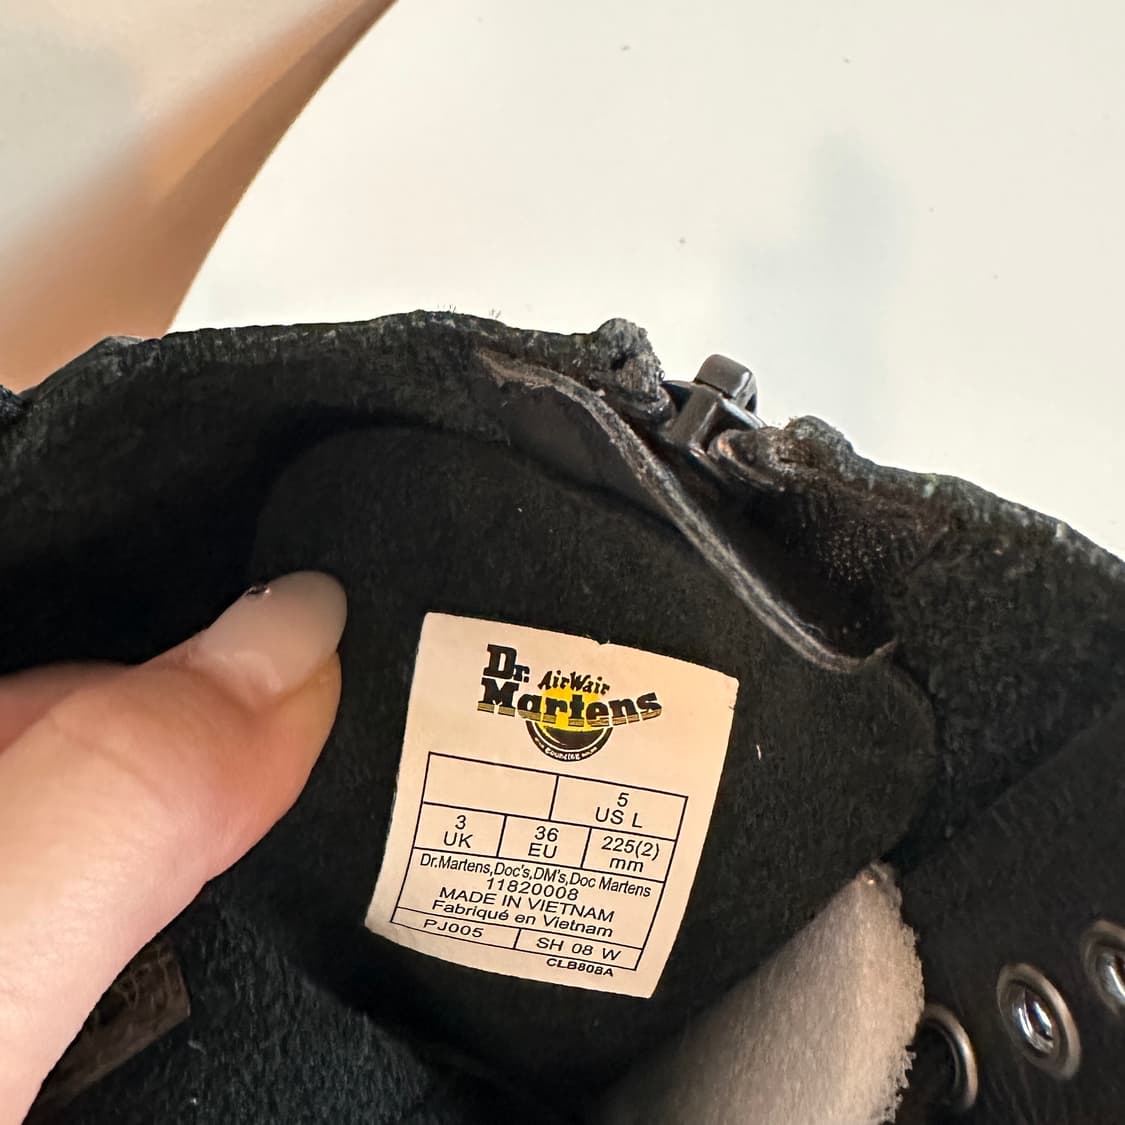 Dr. AirWair
Martens
5
US L
3
UK
36
EU
225(2)
mm
Dr.Martens,Doc's,DM's,Doc Martens
11820008
MADE IN VIETNAM
Fabriqué en Vietnam
PJ005
SH 08 W
CLB808A